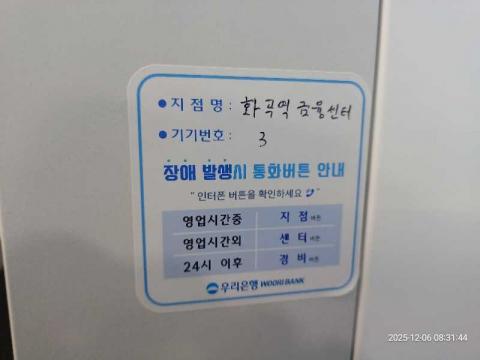 ● 지 점 명 : 화곡역 금융센터
● 기기번호 : 3
장애 발생시 통화버튼 안내
" 인터폰 버튼을 확인하세요 "
영업시간중 지 점 버튼
영업시간외 센 터 버튼
24시 이후 경 비 버튼
우리은행 WOORI BANK
2025-12-06 08:31:44